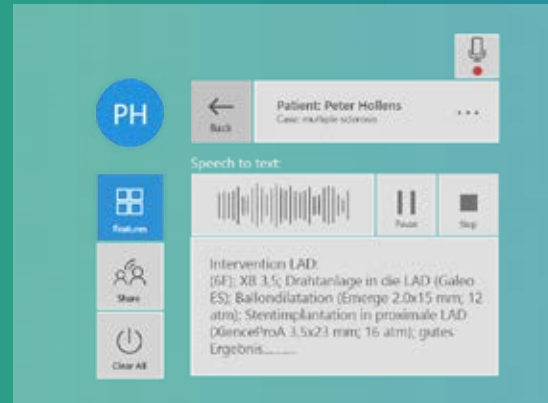 PH
Back
Patient: Peter Hollens
Case: multiple sclerosis
Speech to text:
Features
Pause
Stop
Share
Clear All
Intervention LAD:
(6F); XB 3,5; Drahtanlage in die LAD (Galeo
ES); Ballondilatation (Emerge 2.0x15 mm; 12
atm); Stentimplantation in proximale LAD
(XienceProA 3,5x23 mm; 16 atm); gutes
Ergebnis..........